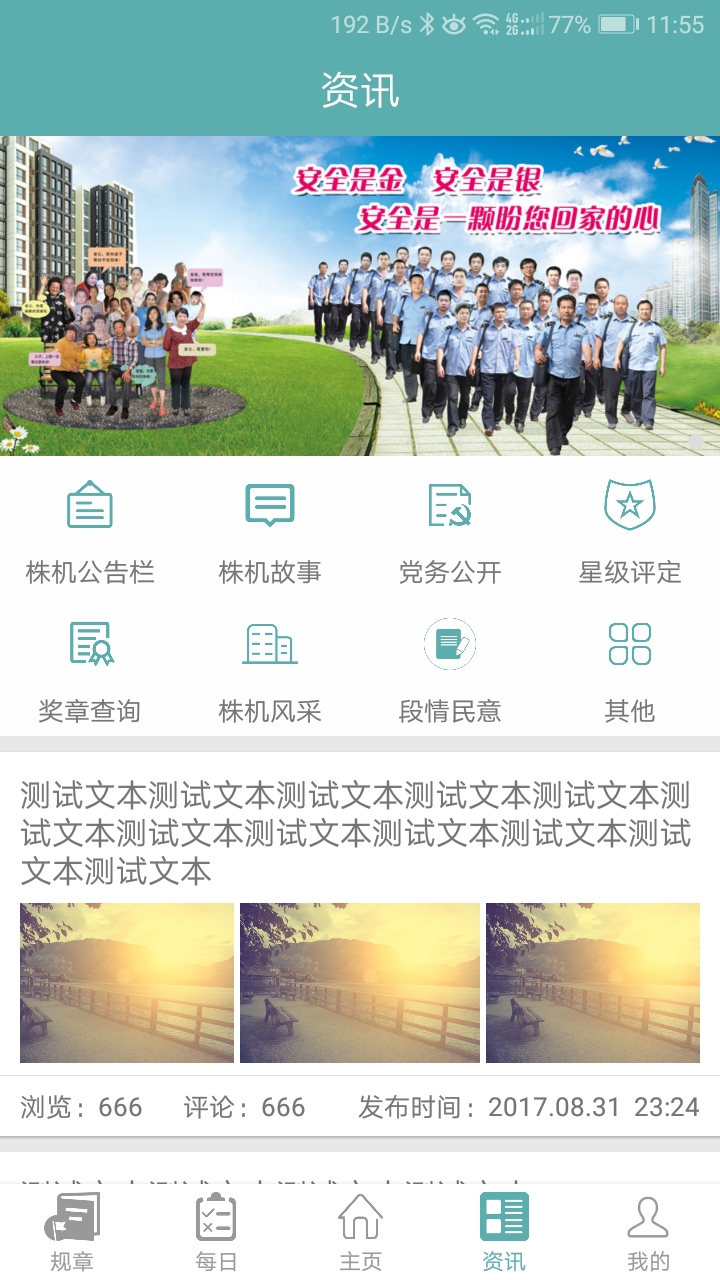 192 B/s 4G 2G 77% 11:55
资讯
安全是金 安全是银
安全是一颗盼您回家的心
株机公告栏 株机故事 党务公开 星级评定
奖章查询 株机风采 段情民意 其他
测试文本测试文本测试文本测试文本测试文本测
试文本测试文本测试文本测试文本测试文本测试
文本测试文本
浏览：666 评论：666 发布时间：2017.08.31 23:24
规章 每日 主页 资讯 我的